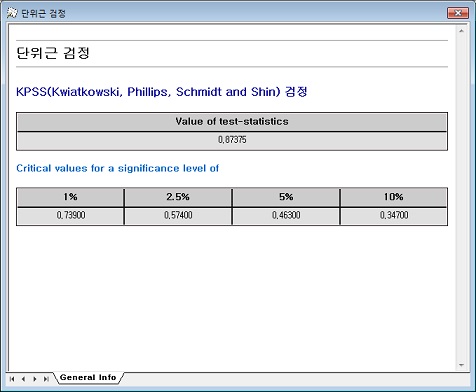 단위근 검정
단위근 검정
KPSS(Kwiatkowski, Phillips, Schmidt and Shin) 검정
Value of test-statistics
0,87375
Critical values for a significance level of
1% 2.5% 5% 10%
0,73900 0,57400 0,46300 0,34700
General Info